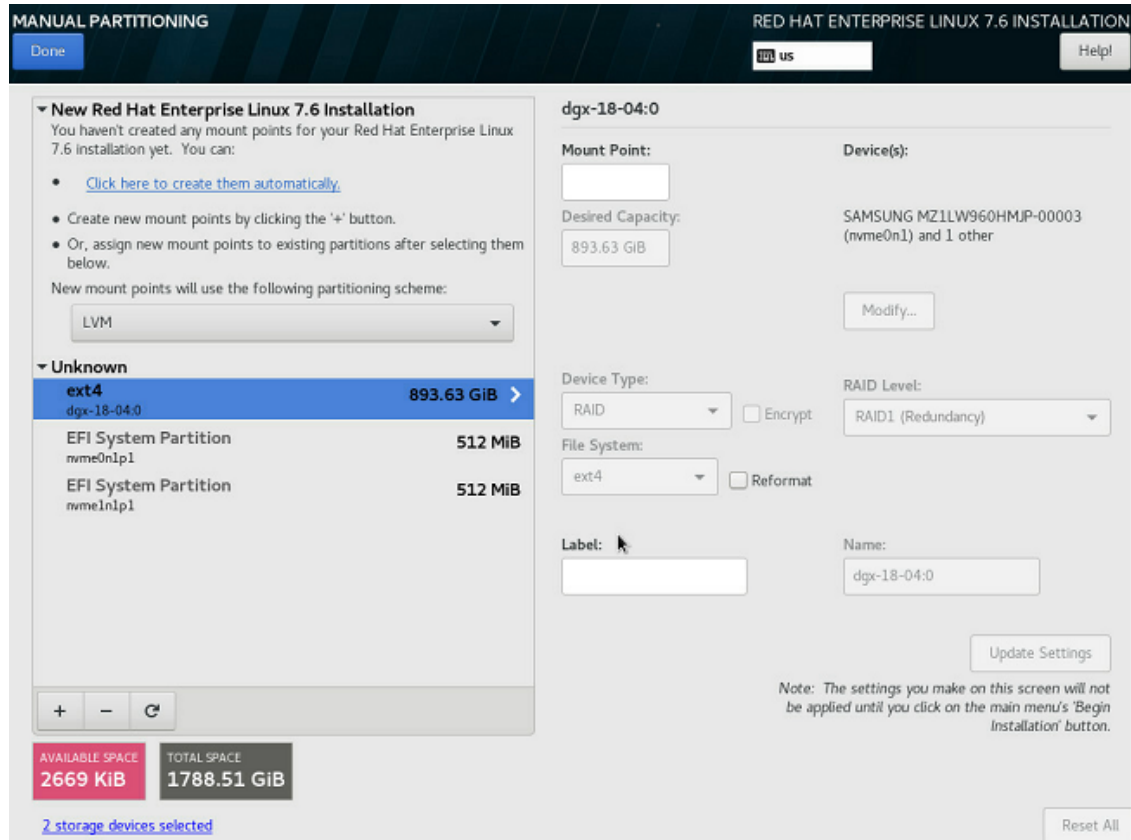 MANUAL PARTITIONING
RED HAT ENTERPRISE LINUX 7.6 INSTALLATION
Done
us
Help!
New Red Hat Enterprise Linux 7.6 Installation
You haven't created any mount points for your Red Hat Enterprise Linux
7.6 installation yet. You can:
• Click here to create them automatically.
• Create new mount points by clicking the '+' button.
• Or, assign new mount points to existing partitions after selecting them
below.
New mount points will use the following partitioning scheme:
LVM
Unknown
ext4
893.63 GiB
dgx-18-04:0
EFI System Partition
512 MiB
nvme0n1p1
EFI System Partition
512 MiB
nvme1n1p1
+ − 
AVAILABLE SPACE
2669 KiB
TOTAL SPACE
1788.51 GiB
2 storage devices selected
dgx-18-04:0
Mount Point:
Device(s):
Desired Capacity:
893.63 GiB
SAMSUNG MZ1LW960HMJP-00003
(nvme0n1) and 1 other
Modify...
Device Type:
RAID
Encrypt
RAID Level:
RAID1 (Redundancy)
File System:
ext4
Reformat
Label:
Name:
dgx-18-04:0
Update Settings
Note: The settings you make on this screen will not
be applied until you click on the main menu's 'Begin
Installation' button.
Reset All